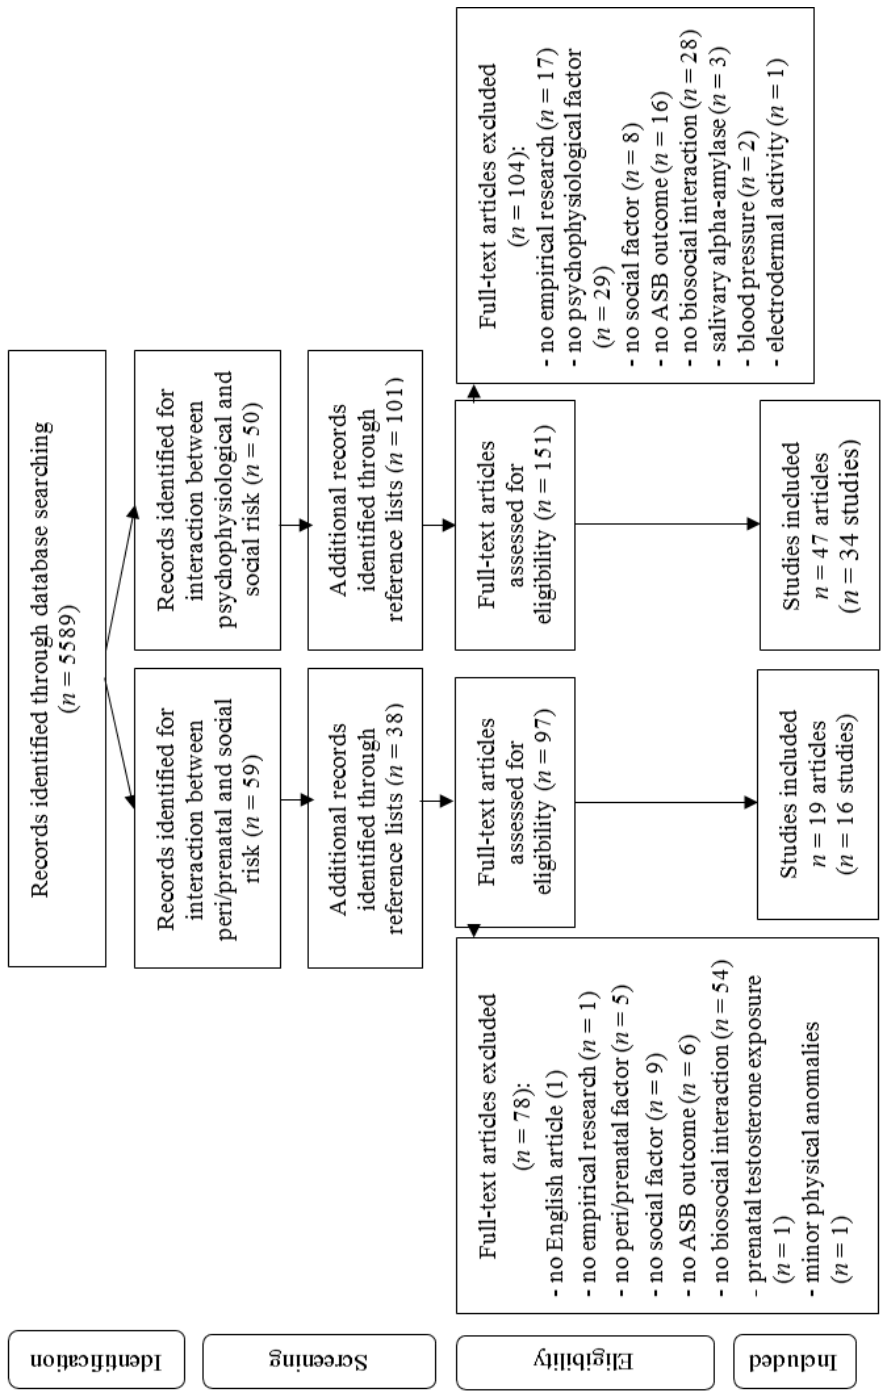 Identification
Screening
Eligibility
Included
Records identified through database searching
(n = 5589)
Records identified for
interaction between
peri/prenatal and social
risk (n = 59)
Records identified for
interaction between
psychophysiological and
social risk (n = 50)
Additional records
identified through
reference lists (n = 38)
Additional records
identified through
reference lists (n = 101)
Full-text articles excluded
(n = 78):
- no English article (1)
- no empirical research (n = 1)
- no peri/prenatal factor (n = 5)
- no social factor (n = 9)
- no ASB outcome (n = 6)
- no biosocial interaction (n = 54)
- prenatal testosterone exposure
(n = 1)
- minor physical anomalies
(n = 1)
Full-text articles
assessed for
eligibility (n = 97)
Full-text articles
assessed for
eligibility (n = 151)
Full-text articles excluded
(n = 104):
- no empirical research (n = 17)
- no psychophysiological factor
(n = 29)
- no social factor (n = 8)
- no ASB outcome (n = 16)
- no biosocial interaction (n = 28)
- salivary alpha-amylase (n = 3)
- blood pressure (n = 2)
- electrodermal activity (n = 1)
Studies included
n = 19 articles
(n = 16 studies)
Studies included
n = 47 articles
(n = 34 studies)